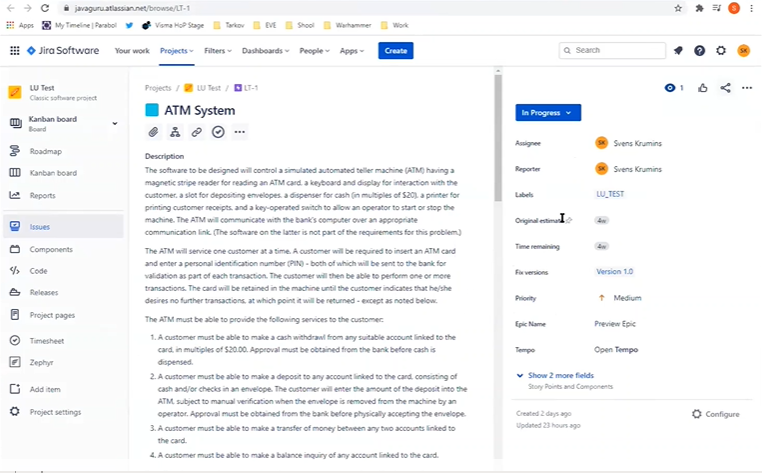 javaguru.atlassian.net/browse/LT-1
Apps My Timeline | Parabol Visma HoP Stage Tarkov EVE Shool Warhammer Work
Jira Software Your work Projects Filters Dashboards People Apps Create Search SK
LU Test
Classic software project
Kanban board
Board
Roadmap
Kanban board
Reports
Issues
Components
Code
Releases
Project pages
Timesheet
Zephyr
Add item
Project settings
Projects / LU Test / LT-1
ATM System
Description
The software to be designed will control a simulated automated teller machine (ATM) having a
magnetic stripe reader for reading an ATM card, a keyboard and display for interaction with the
customer, a slot for depositing envelopes, a dispenser for cash (in multiples of $20), a printer for
printing customer receipts, and a key-operated switch to allow an operator to start or stop the
machine. The ATM will communicate with the bank's computer over an appropriate
communication link. (The software on the latter is not part of the requirements for this problem.)
The ATM will service one customer at a time. A customer will be required to insert an ATM card
and enter a personal identification number (PIN) - both of which will be sent to the bank for
validation as part of each transaction. The customer will then be able to perform one or more
transactions. The card will be retained in the machine until the customer indicates that he/she
desires no further transactions, at which point it will be returned - except as noted below.
The ATM must be able to provide the following services to the customer:
1. A customer must be able to make a cash withdrawal from any suitable account linked to the
card, in multiples of $20.00. Approval must be obtained from the bank before cash is
dispensed.
2. A customer must be able to make a deposit to any account linked to the card, consisting of
cash and/or checks in an envelope. The customer will enter the amount of the deposit into the
ATM, subject to manual verification when the envelope is removed from the machine by an
operator. Approval must be obtained from the bank before physically accepting the envelope.
3. A customer must be able to make a transfer of money between any two accounts linked to
the card.
4. A customer must be able to make a balance inquiry of any account linked to the card.
1
In Progress
Assignee SK Svens Krumins
Reporter SK Svens Krumins
Labels LU_TEST
Original estimate 4w
Time remaining 4w
Fix versions Version 1.0
Priority Medium
Epic Name Preview Epic
Tempo Open Tempo
Show 2 more fields
Story Points and Components
Created 2 days ago
Updated 23 hours ago
Configure